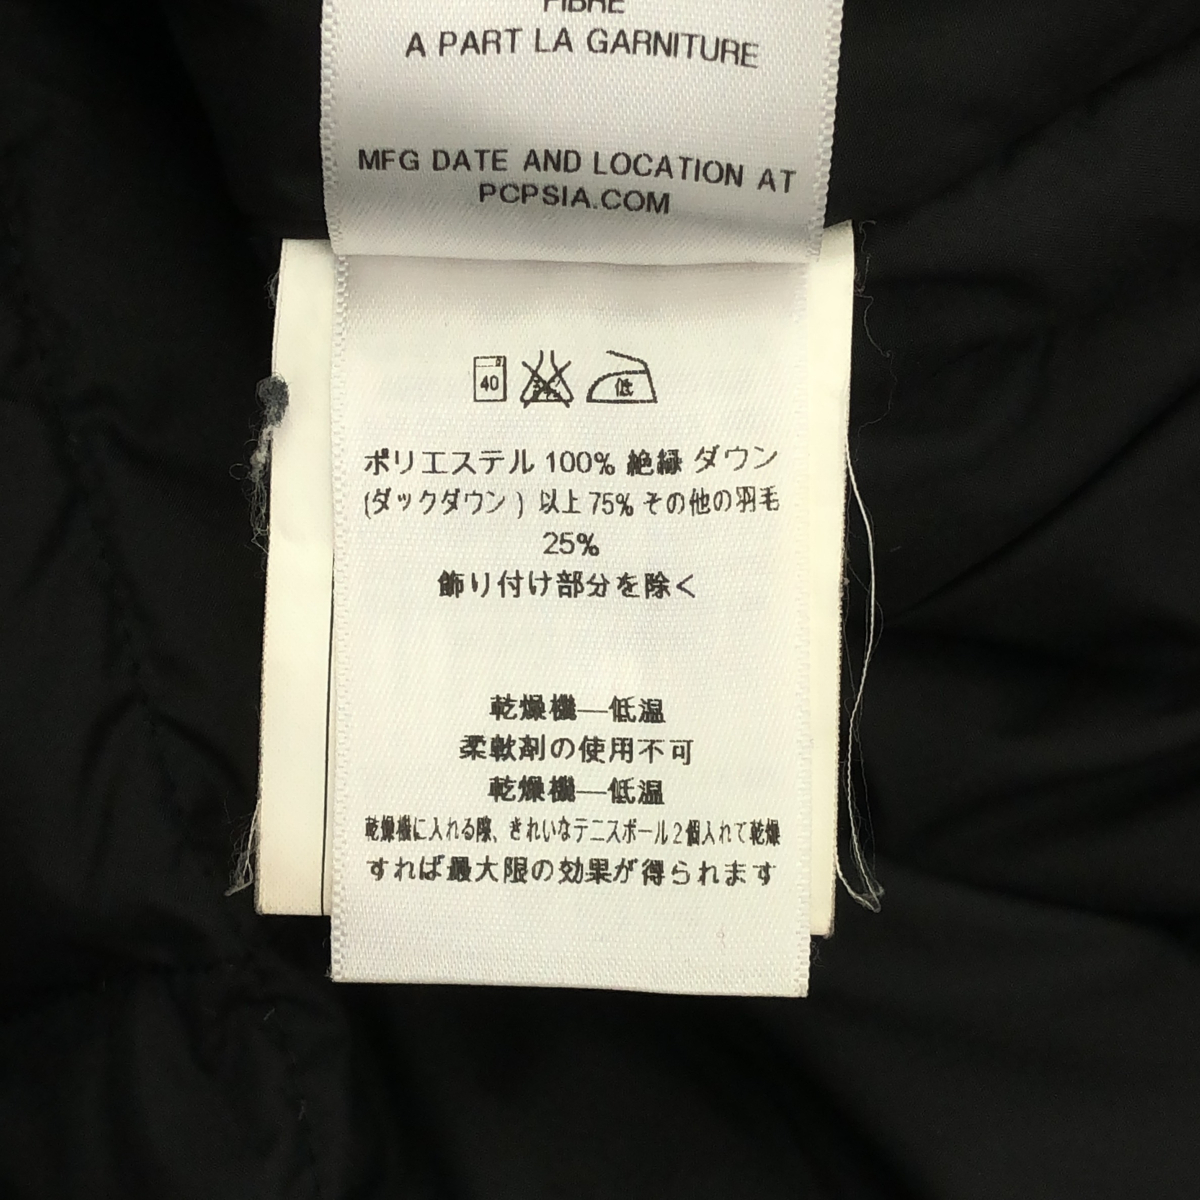 FIBRE
A PART LA GARNITURE
MFG DATE AND LOCATION AT
PCPSIA.COM
40 低
ポリエステル 100% 絶縁 ダウン
(ダックダウン ) 以上 75% その他の羽毛
25%
飾り付け部分を除く
乾燥機—低温
柔軟剤の使用不可
乾燥機—低温
乾燥機に入れる際、きれいなテニスボール2個入れて乾燥
すれば最大限の効果が得られます